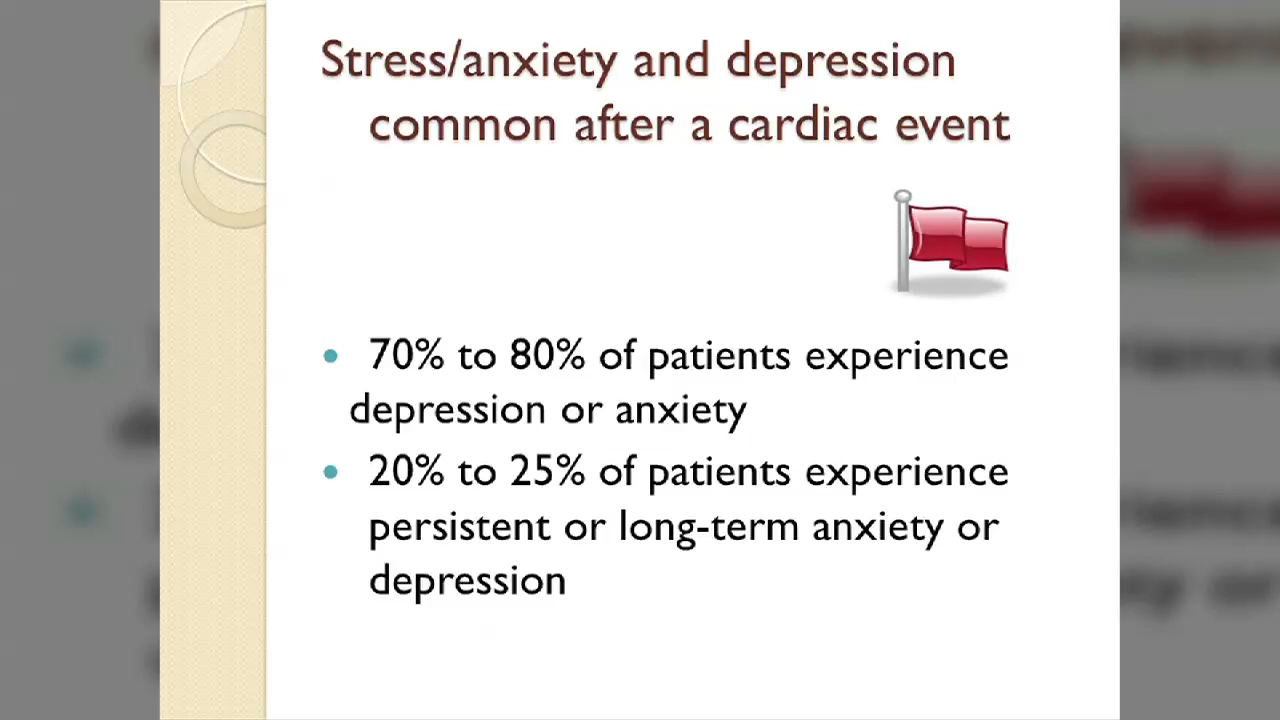 Stress/anxiety and depression
common after a cardiac event
• 70% to 80% of patients experience
depression or anxiety
• 20% to 25% of patients experience
persistent or long-term anxiety or
depression